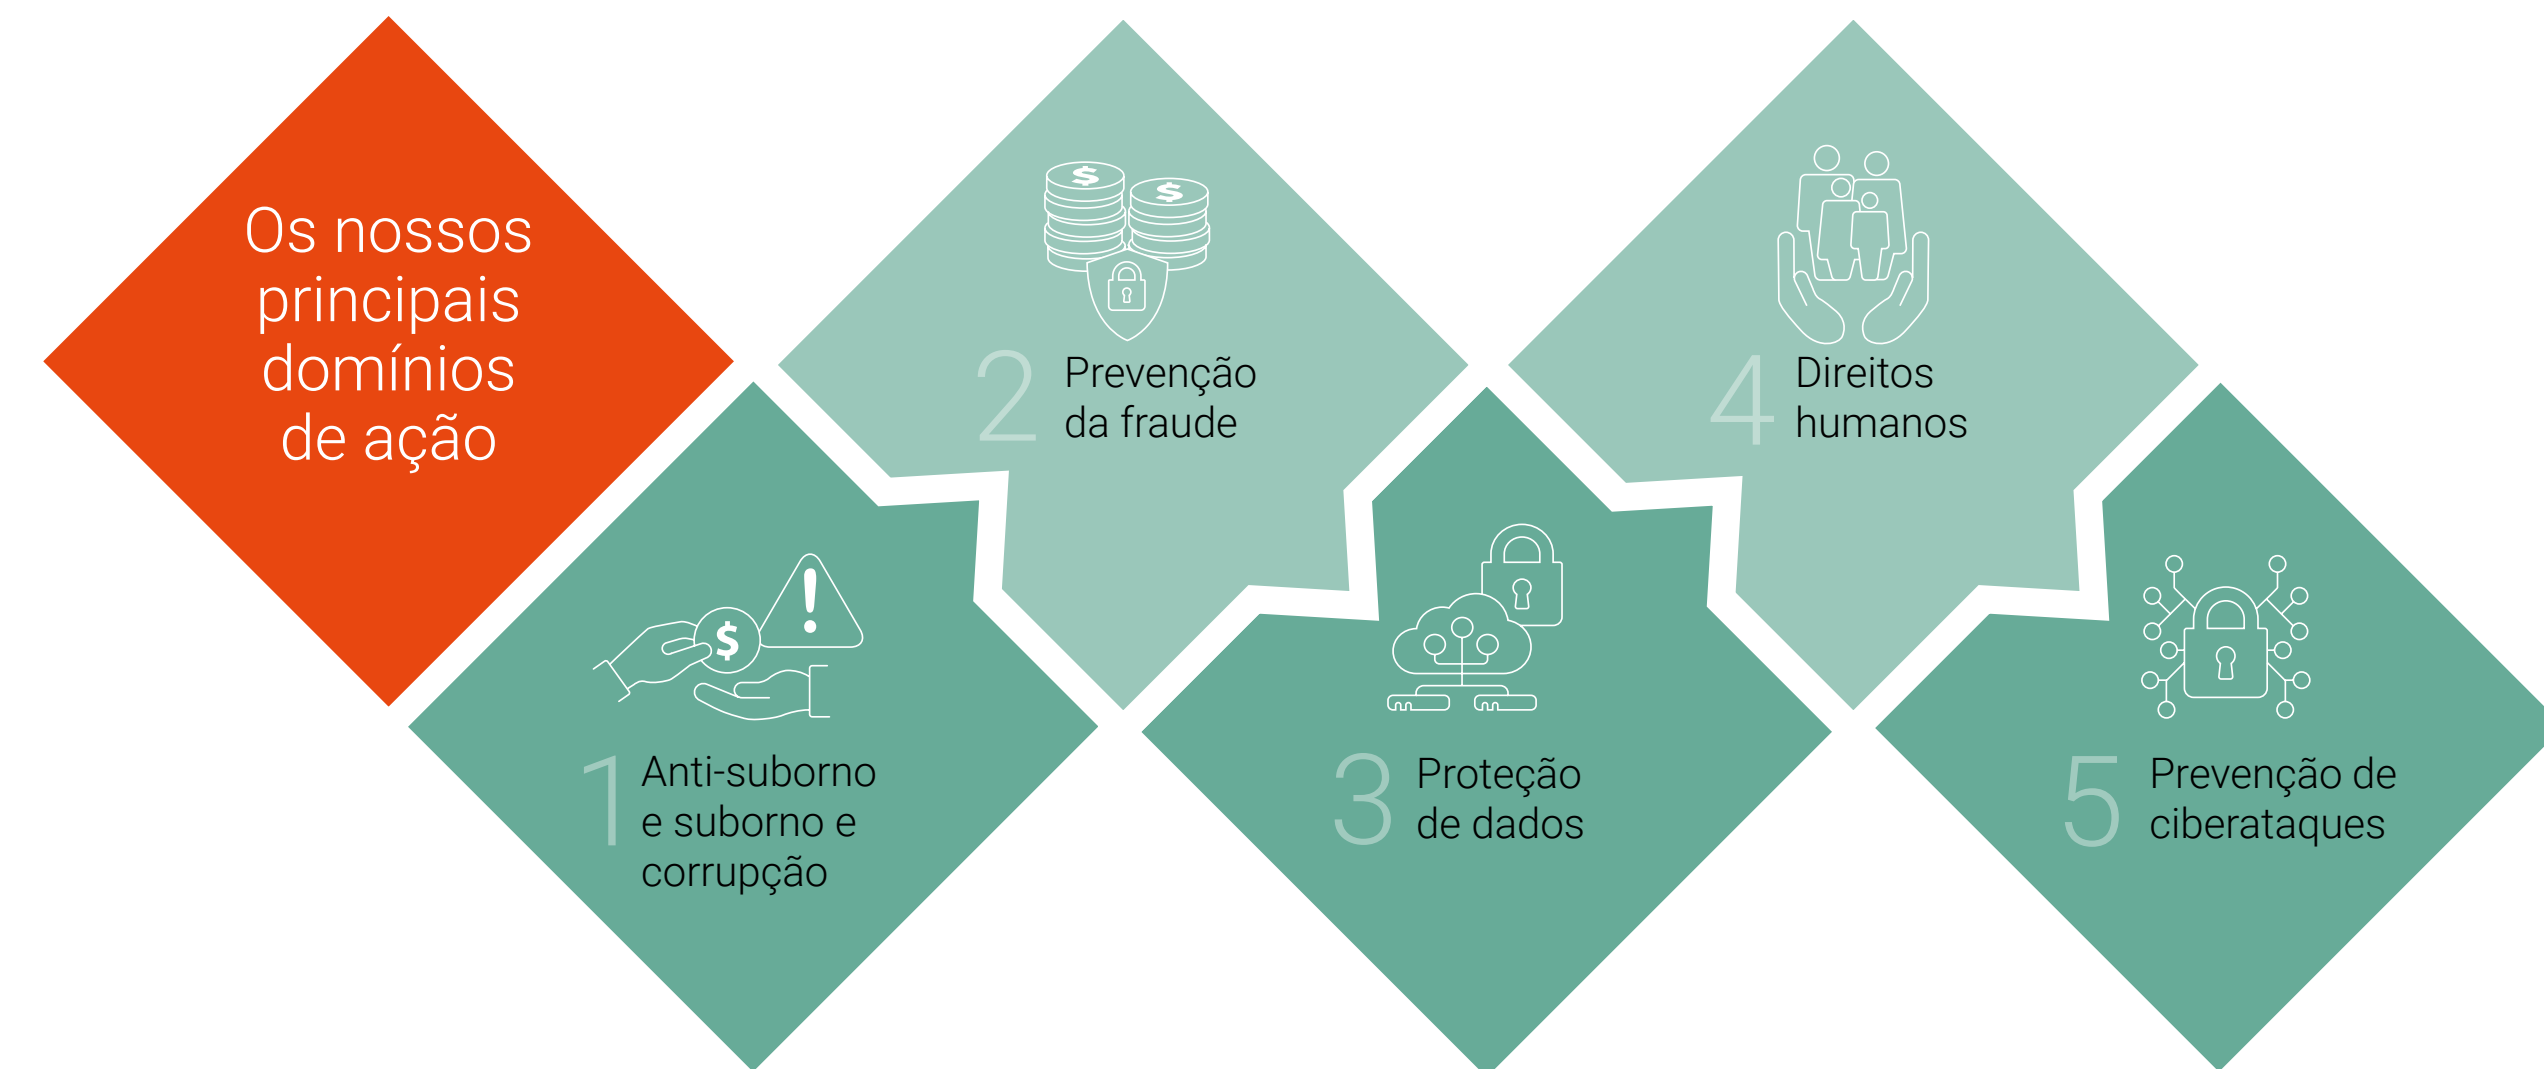 Os nossos
principais
domínios
de ação
1
Anti-suborno
e suborno e
corrupção
2
Prevenção
da fraude
3
Proteção
de dados
4
Direitos
humanos
5
Prevenção de
ciberataques
$
$
$
!